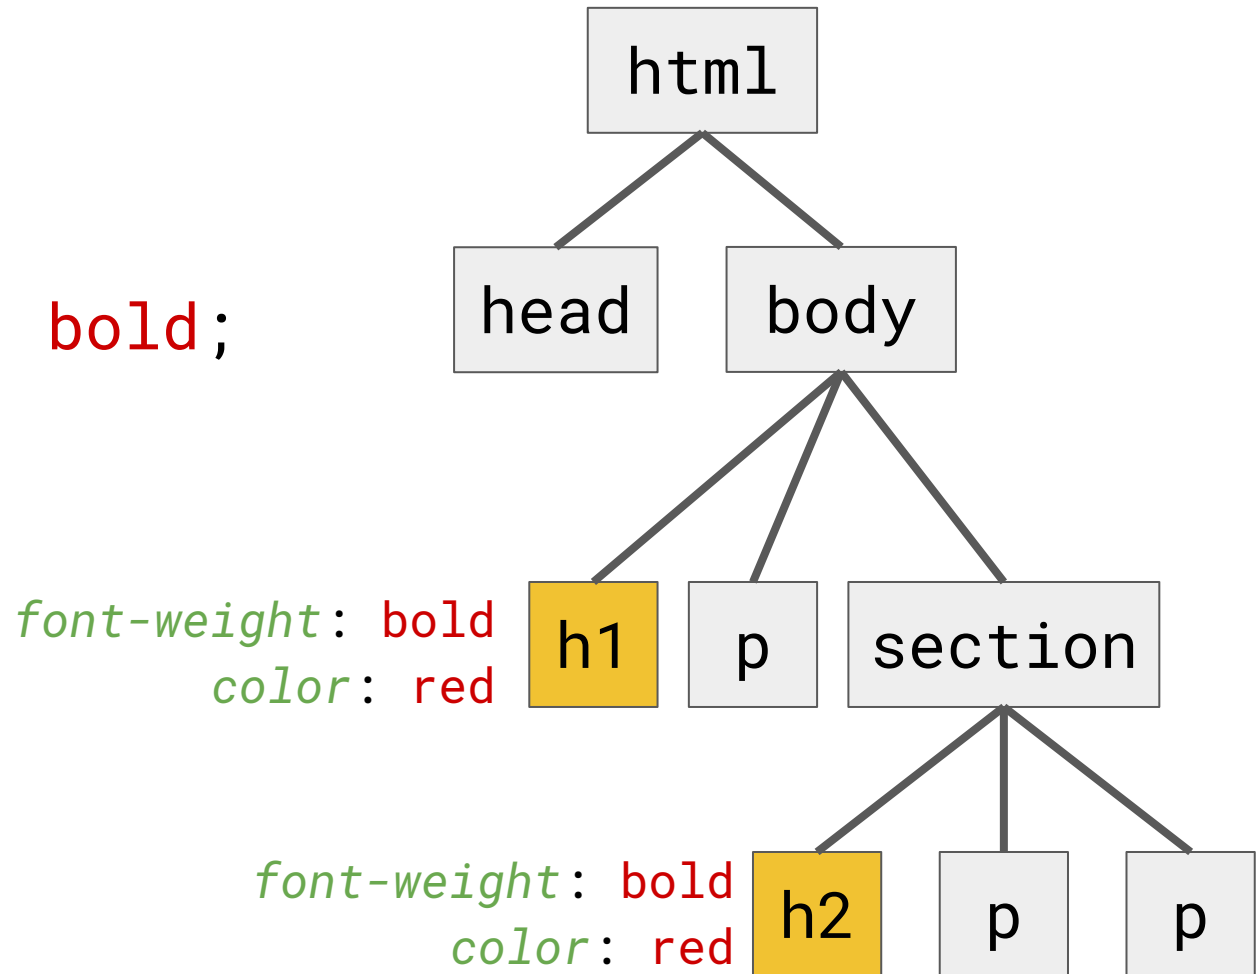 html
head body
bold;
font-weight: bold
color: red
h1 p section
font-weight: bold
color: red
h2 p p